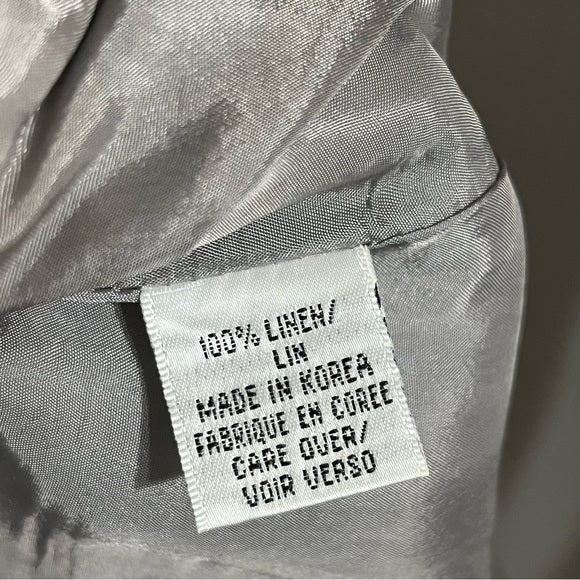 100% LINEN/
LIN
MADE IN KOREA
FABRIQUE EN COREE
CARE OVER/
VOIR VERSO